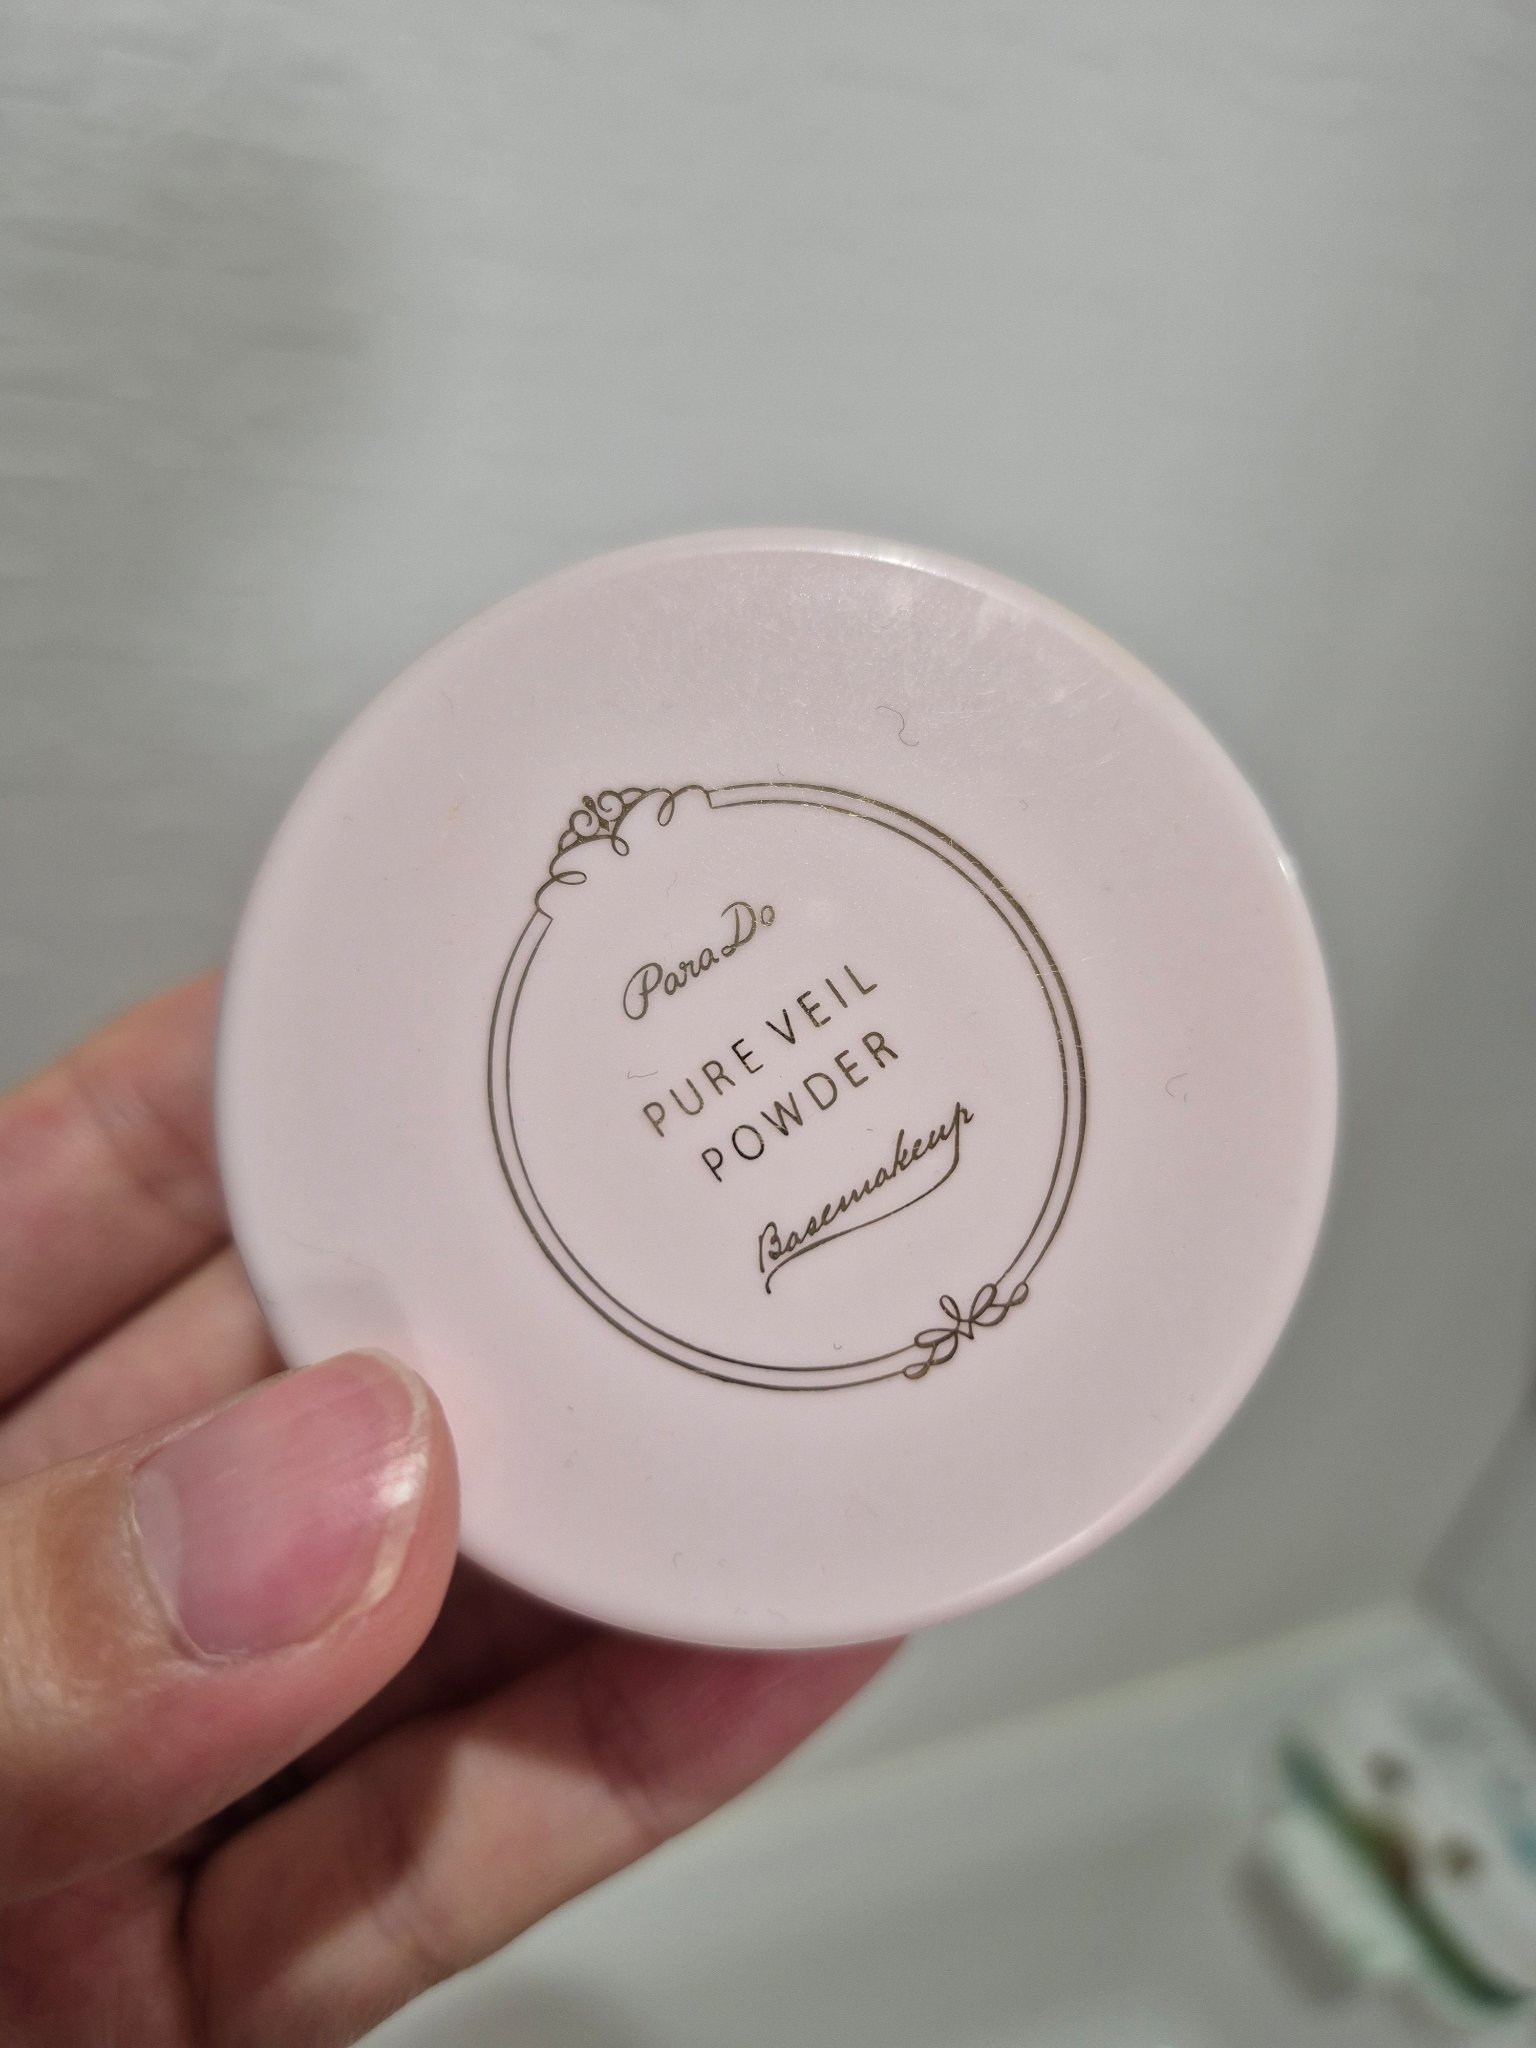 ParaDo
PURE VEIL
POWDER
Basemakeup